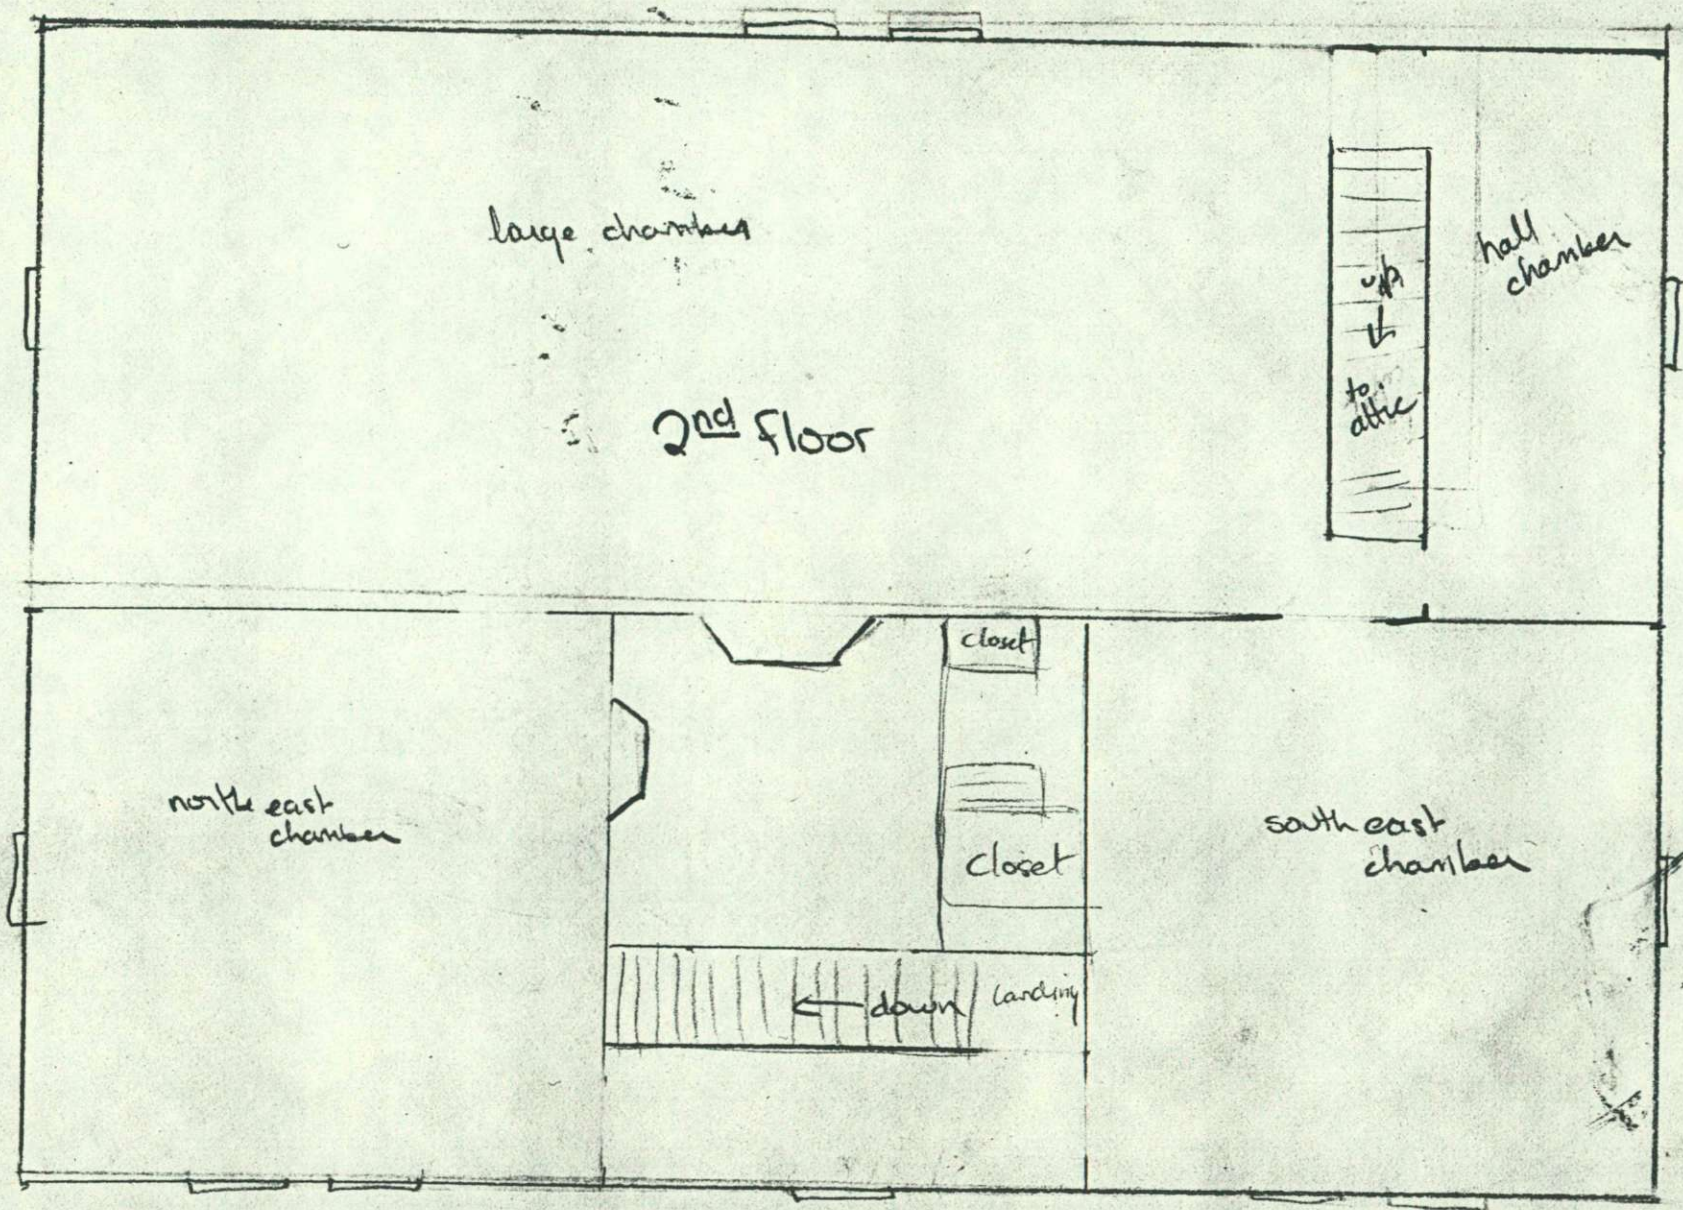 large chamber
hall
chamber
up
to
attic
2nd floor
closet
north east
chamber
south east
chamber
closet
down
landing